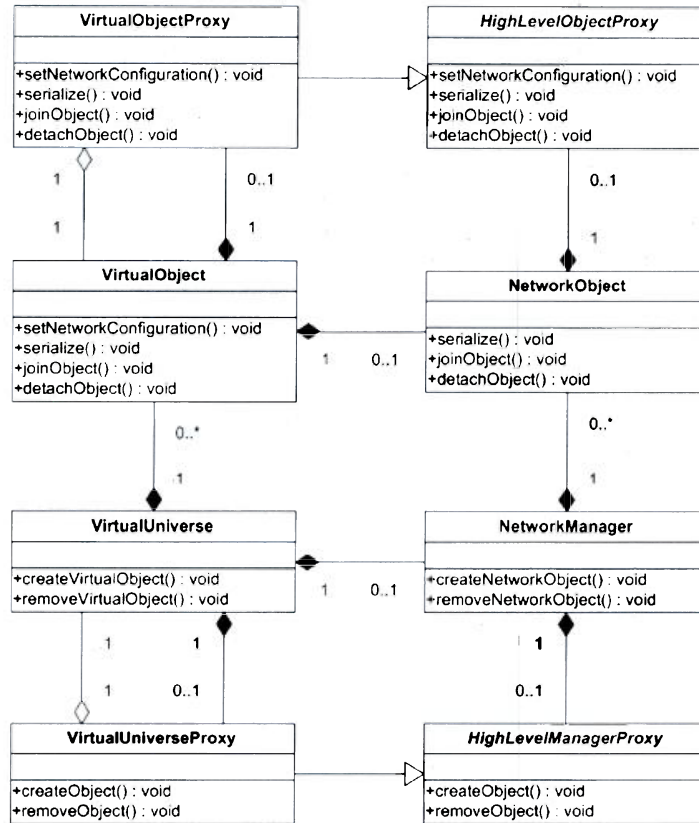 VirtualObjectProxy
+setNetworkConfiguration() : void
+serialize() : void
+joinObject() : void
+detachObject() : void
HighLevelObjectProxy
+setNetworkConfiguration() : void
+serialize() : void
+joinObject() : void
+detachObject() : void
1
0..1
0..1
1
1
1
VirtualObject
+setNetworkConfiguration() : void
+serialize() : void
+joinObject() : void
+detachObject() : void
1
0..1
NetworkObject
+serialize() : void
+joinObject() : void
+detachObject() : void
0..*
0..*
1
1
VirtualUniverse
+createVirtualObject() : void
+removeVirtualObject() : void
1
0..1
NetworkManager
+createNetworkObject() : void
+removeNetworkObject() : void
1
1
1
1
0..1
0..1
VirtualUniverseProxy
+createObject() : void
+removeObject() : void
HighLevelManagerProxy
+createObject() : void
+removeObject() : void